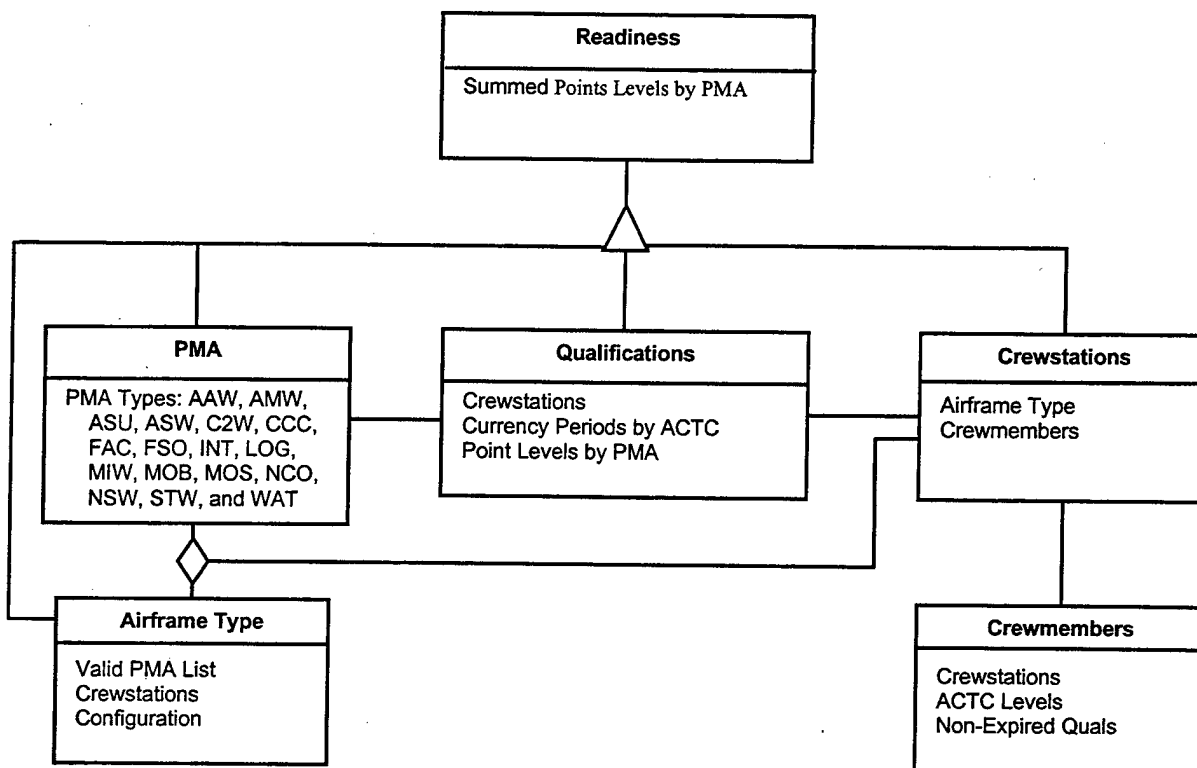 Readiness
Summed Points Levels by PMA
PMA
PMA Types: AAW, AMW,
ASU, ASW, C2W, CCC,
FAC, FSO, INT, LOG,
MIW, MOB, MOS, NCO,
NSW, STW, and WAT
Qualifications
Crewstations
Currency Periods by ACTC
Point Levels by PMA
Crewstations
Airframe Type
Crewmembers
Airframe Type
Valid PMA List
Crewstations
Configuration
Crewmembers
Crewstations
ACTC Levels
Non-Expired Quals